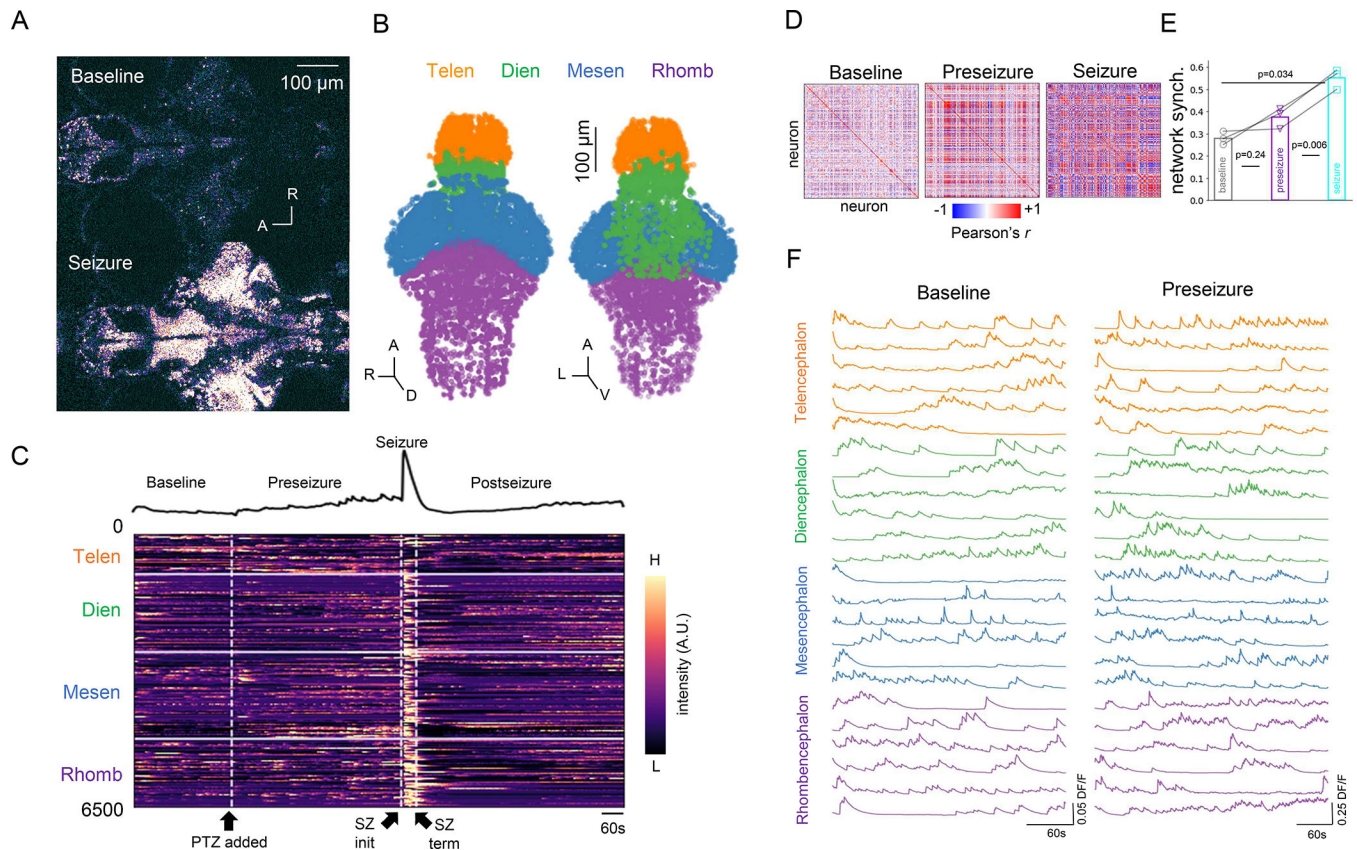 A
Baseline
100 µm
R
A
Seizure
B
Telen Dien Mesen Rhomb
100 µm
A
R
D
A
L
V
C
Seizure
Baseline Preseizure Postseizure
0
Telen
Dien
Mesen
Rhomb
6500
H
intensity (A.U.)
L
PTZ added
SZ init
SZ term
60s
D
Baseline Preseizure Seizure
neuron
neuron
-1 +1
Pearson's r
E
network synch.
0.6
0.5
0.4
0.3
0.2
0.1
0.0
p=0.034
p=0.24
p=0.006
baseline
preseizure
seizure
F
Baseline Preseizure
Telencephalon
Diencephalon
Mesencephalon
Rhombencephalon
0.05 DF/F
60s
0.25 DF/F
60s